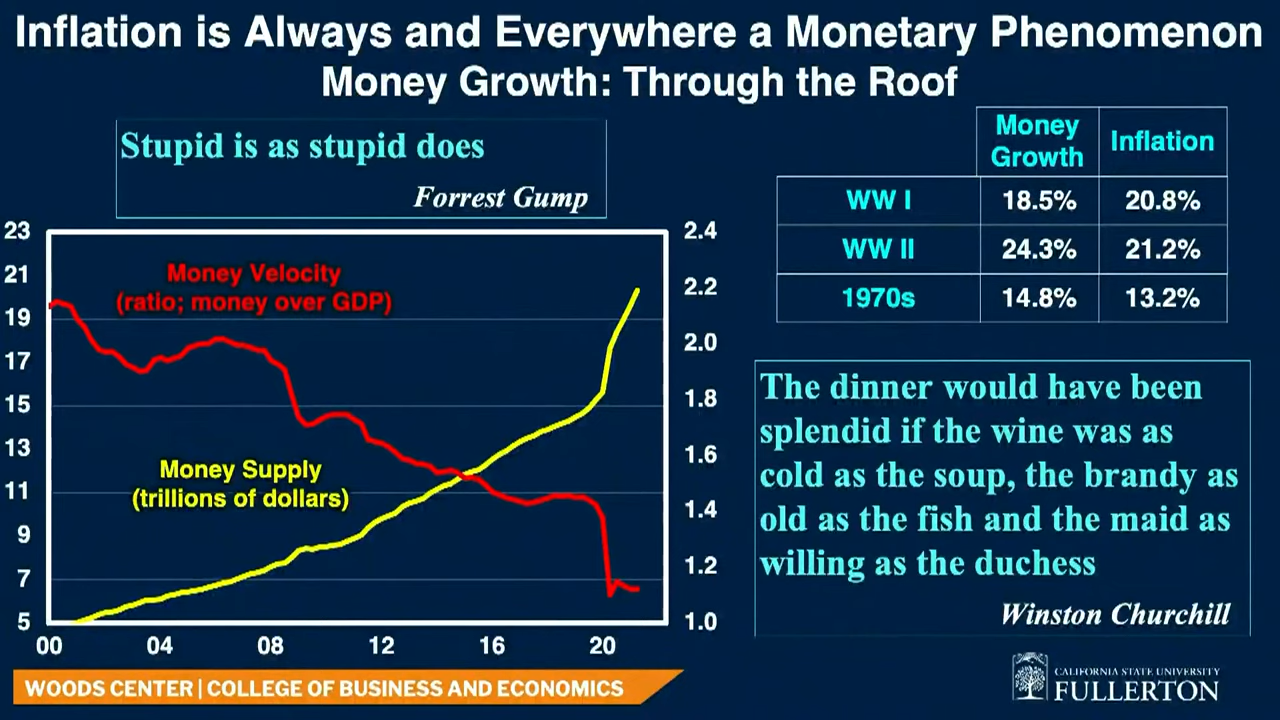 Inflation is Always and Everywhere a Monetary Phenomenon
Money Growth: Through the Roof
Stupid is as stupid does
Forrest Gump
Money Growth Inflation
WW I 18.5% 20.8%
WW II 24.3% 21.2%
1970s 14.8% 13.2%
23 2.4
21 2.2
19 2.0
17 1.8
15 1.6
13 1.4
11 1.2
9 1.0
7
5
Money Velocity
(ratio; money over GDP)
Money Supply
(trillions of dollars)
00 04 08 12 16 20
The dinner would have been
splendid if the wine was as
cold as the soup, the brandy as
old as the fish and the maid as
willing as the duchess
Winston Churchill
WOODS CENTER | COLLEGE OF BUSINESS AND ECONOMICS
CALIFORNIA STATE UNIVERSITY
FULLERTON